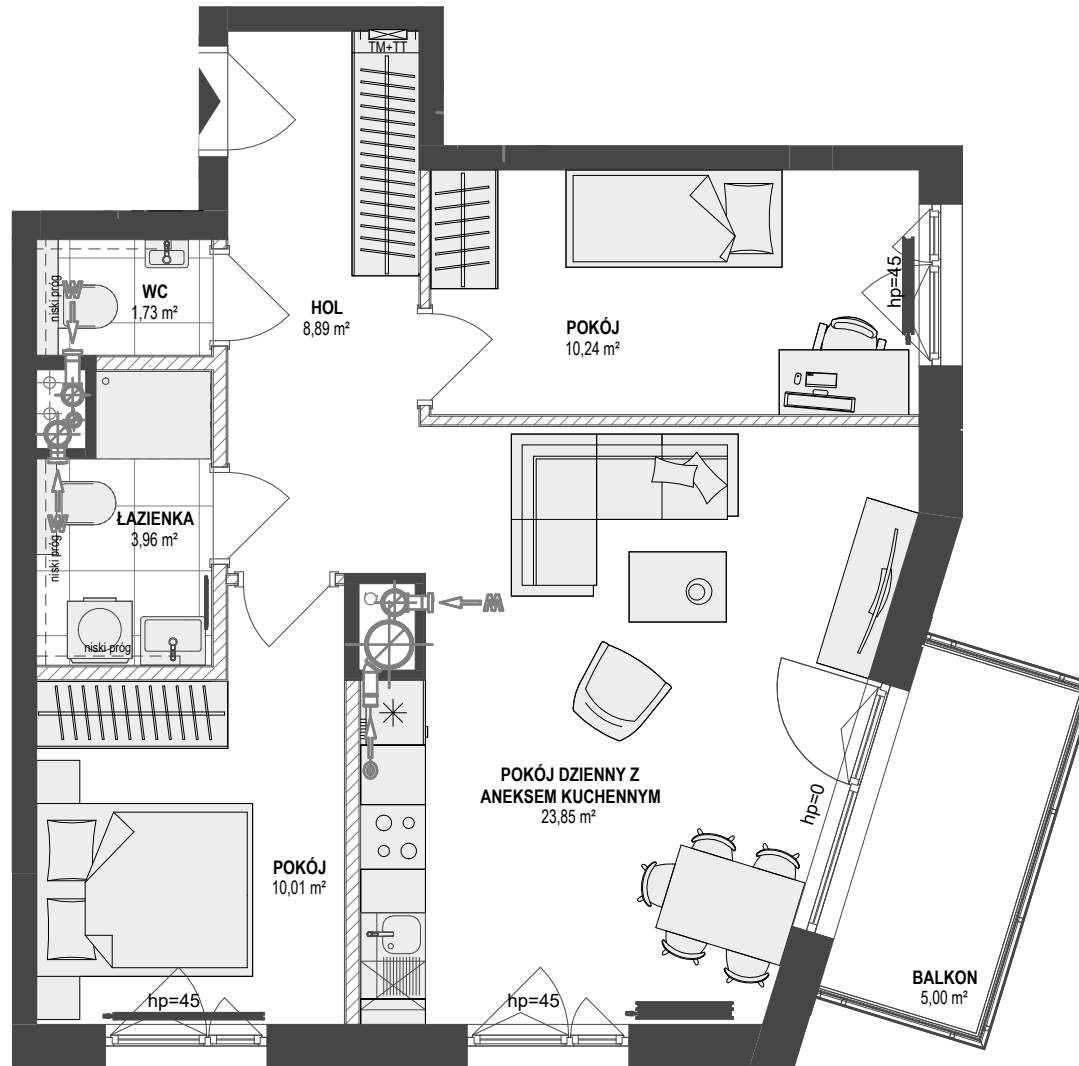 TM+TT
WC
1,73 m²
niski próg
W
HOL
8,89 m²
POKÓJ
10,24 m²
hp=45
ŁAZIENKA
3,96 m²
W
niski próg
niski próg
W
POKÓJ DZIENNY Z
ANEKSEM KUCHENNYM
23,85 m²
hp=0
POKÓJ
10,01 m²
hp=45
hp=45
BALKON
5,00 m²